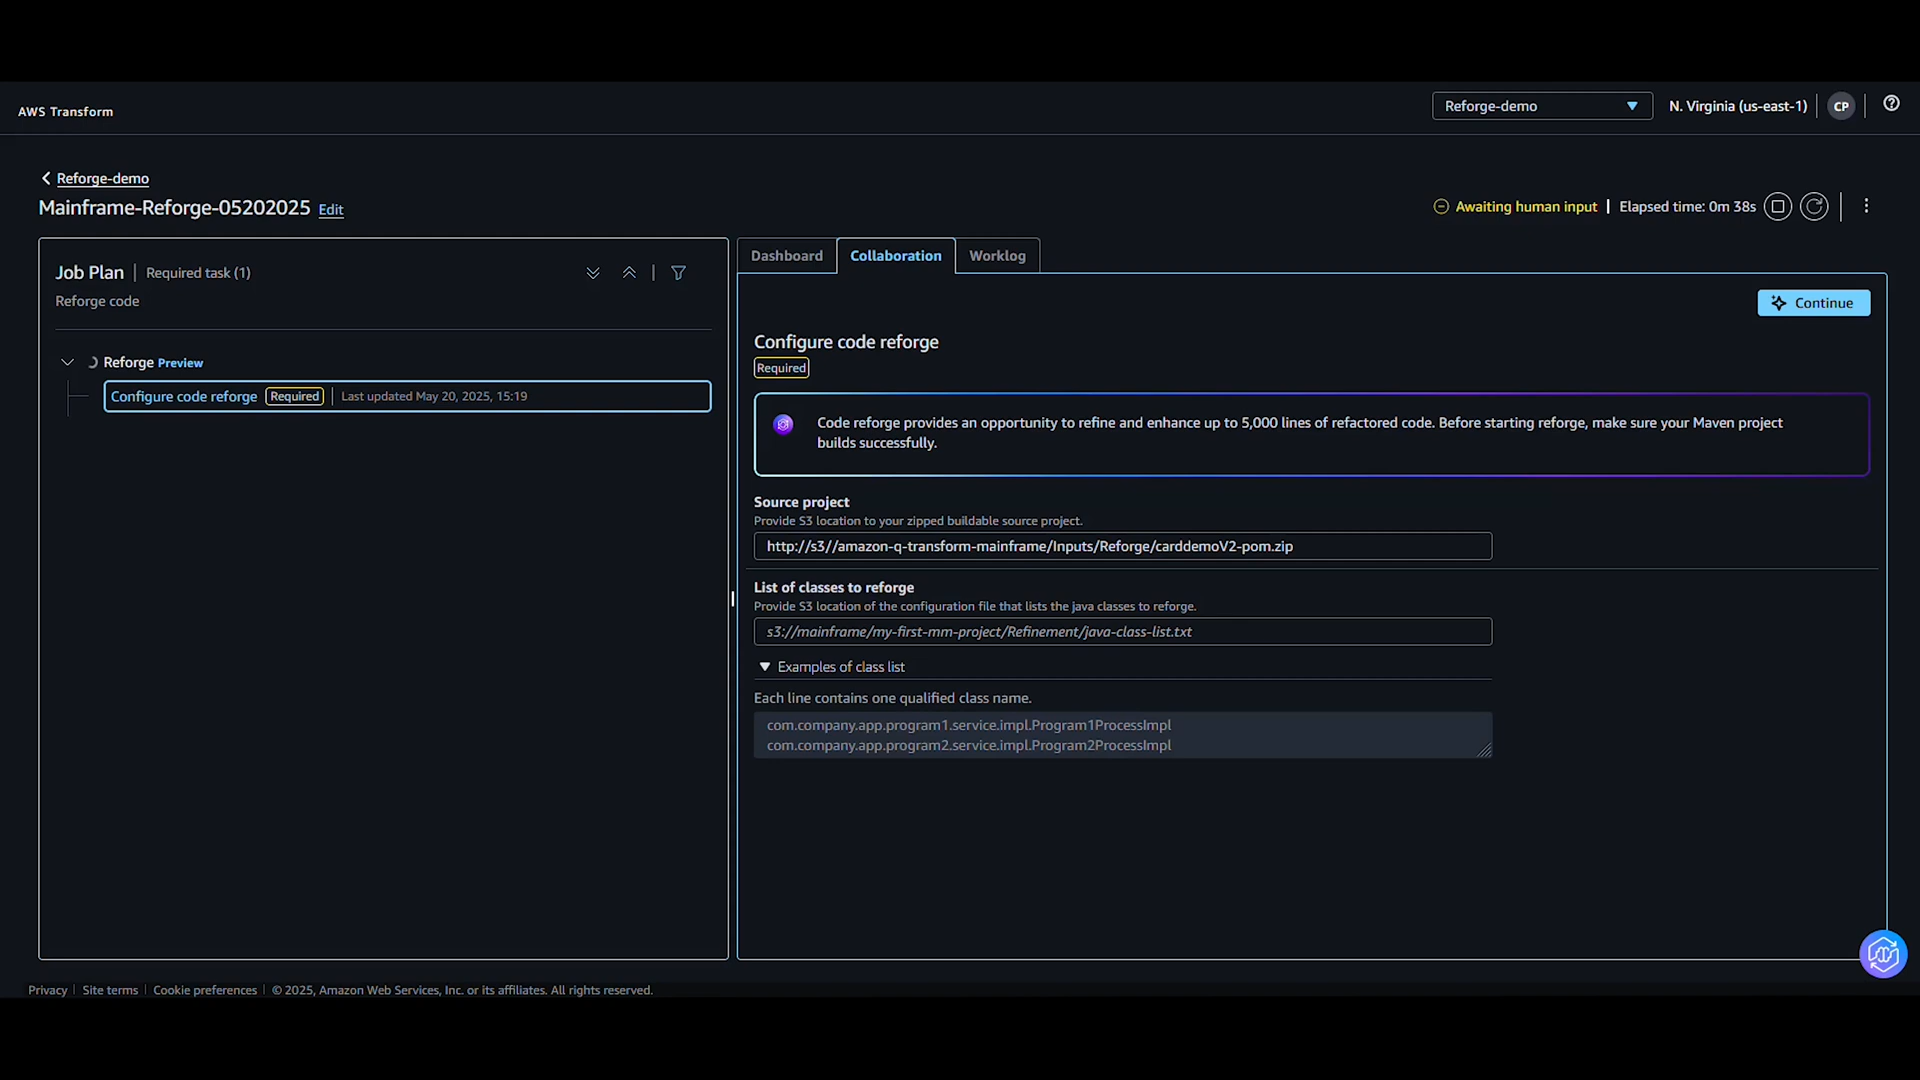 AWS Transform
Reforge-demo
N. Virginia (us-east-1)
CP
Reforge-demo
Mainframe-Reforge-05202025 Edit
Awaiting human input | Elapsed time: 0m 38s
Job Plan | Required task (1)
Reforge code
Reforge Preview
Configure code reforge Required | Last updated May 20, 2025, 15:19
Dashboard
Collaboration
Worklog
Continue
Configure code reforge
Required
Code reforge provides an opportunity to refine and enhance up to 5,000 lines of refactored code. Before starting reforge, make sure your Maven project
builds successfully.
Source project
Provide S3 location to your zipped buildable source project.
http://s3//amazon-q-transform-mainframe/Inputs/Reforge/carddemoV2-pom.zip
List of classes to reforge
Provide S3 location of the configuration file that lists the java classes to reforge.
s3://mainframe/my-first-mm-project/Refinement/java-class-list.txt
Examples of class list
Each line contains one qualified class name.
com.company.app.program1.service.impl.Program1ProcessImpl
com.company.app.program2.service.impl.Program2ProcessImpl
Privacy | Site terms | Cookie preferences | © 2025, Amazon Web Services, Inc. or its affiliates. All rights reserved.